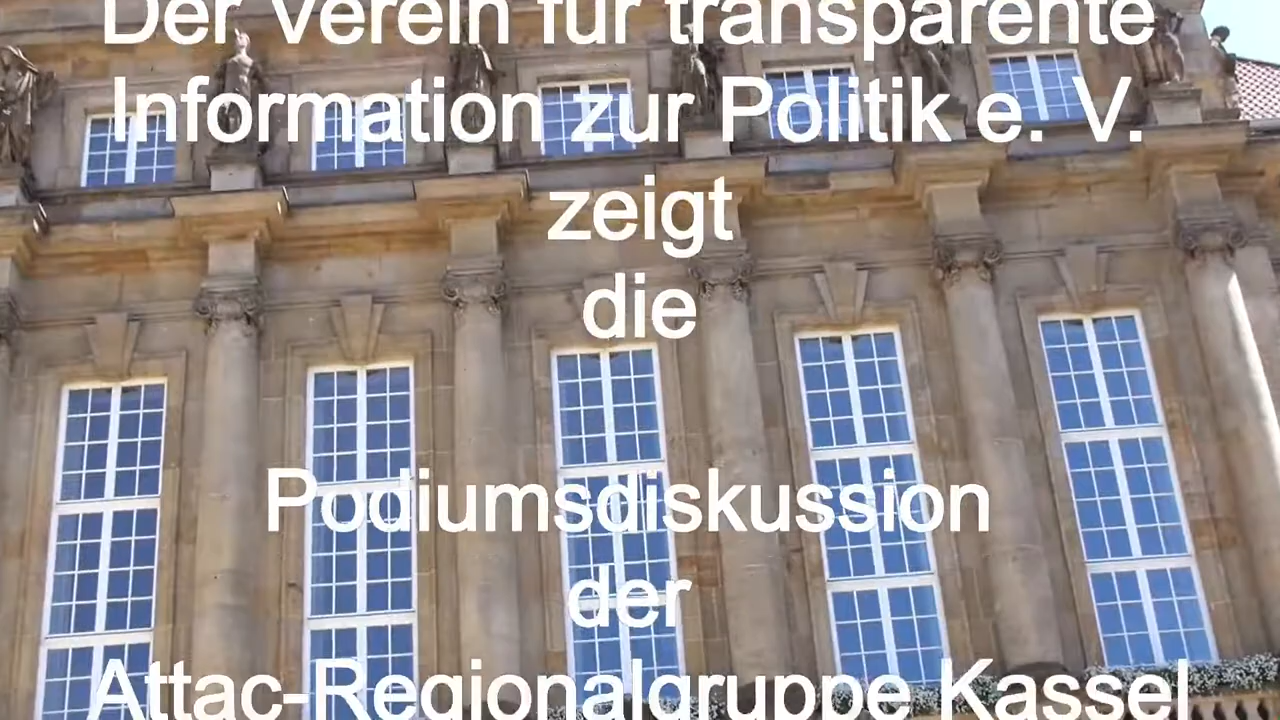 Der Verein für transparente
Information zur Politik e. V.
zeigt
die
Podiumsdiskussion
der
Attac-Regionalgruppe Kassel